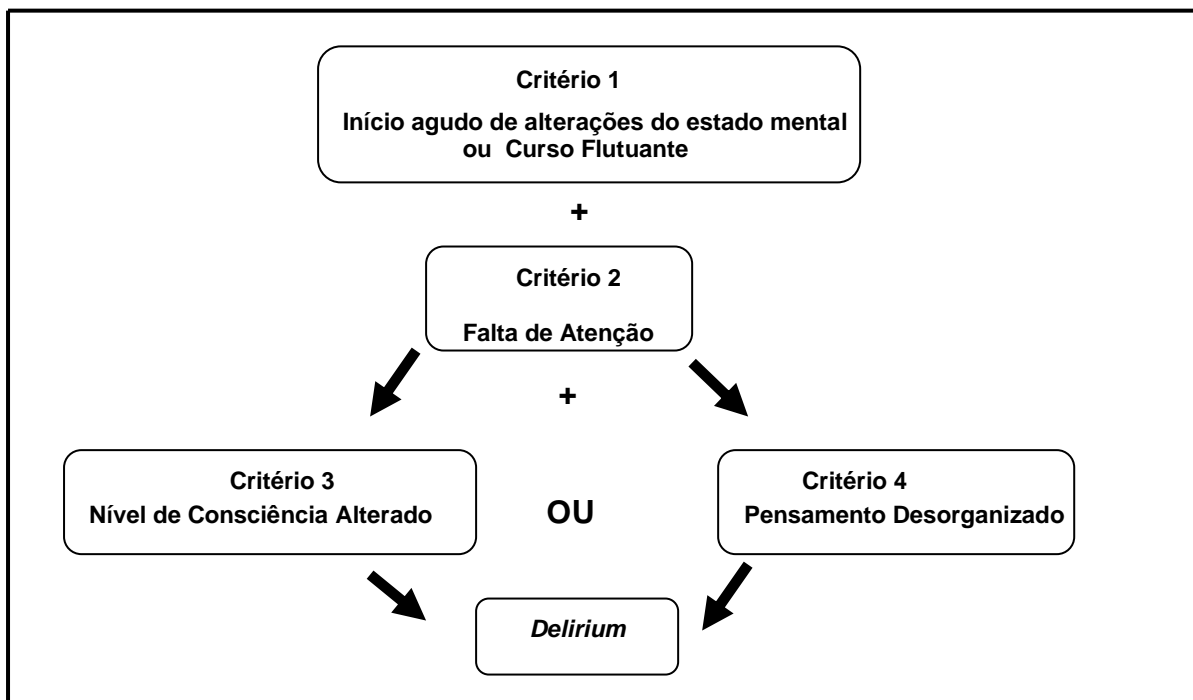 Critério 1
Início agudo de alterações do estado mental
ou Curso Flutuante
+
Critério 2
Falta de Atenção
+
Critério 3
Nível de Consciência Alterado
OU
Critério 4
Pensamento Desorganizado
Delirium